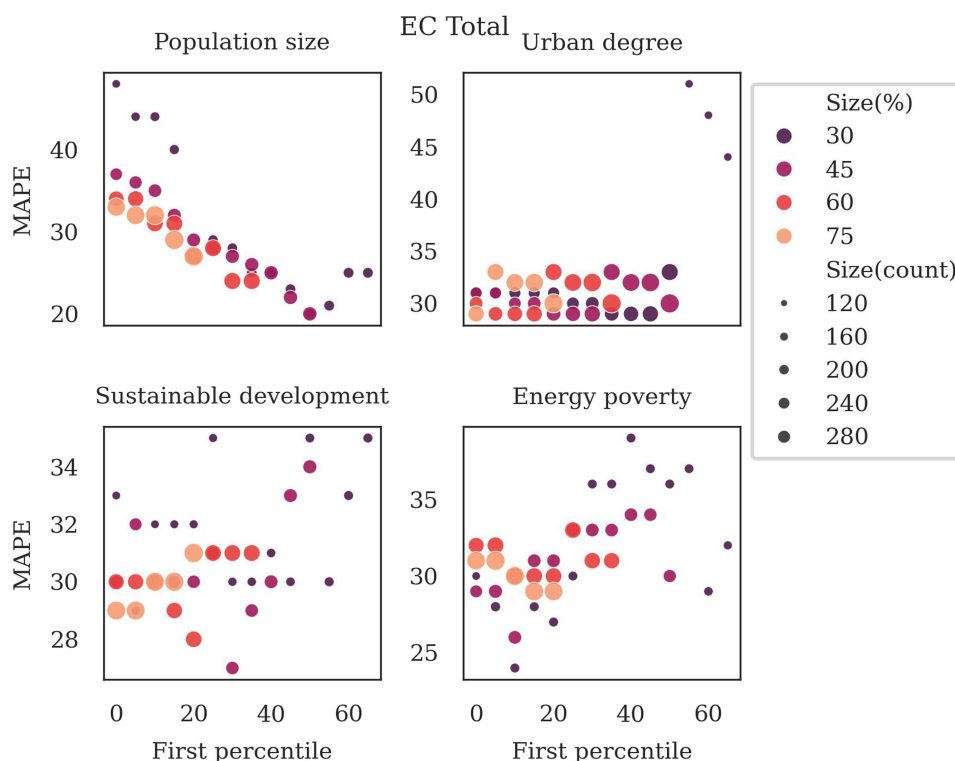 EC Total
Population size
Urban degree
MAPE
40
30
20
50
45
40
35
30
Size(%)
30
45
60
75
Size(count)
120
160
200
240
280
Sustainable development
Energy poverty
MAPE
34
32
30
28
35
30
25
0 20 40 60
0 20 40 60
First percentile
First percentile